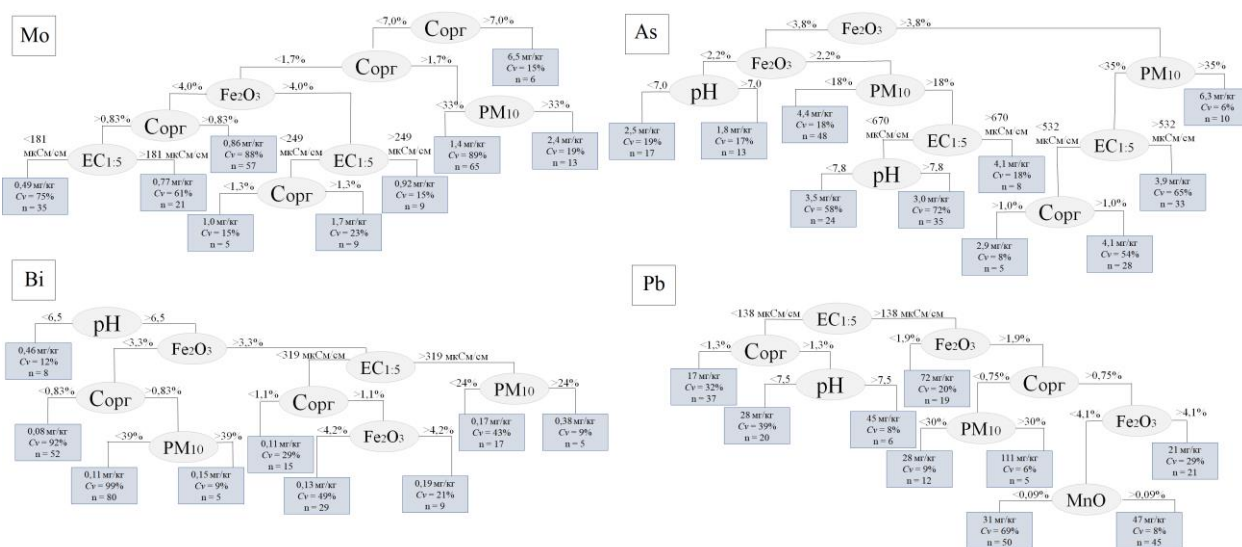 Mo
<7,0%
Сорг
>7,0%
6,5 мг/кг
Cv = 15%
n = 6
<1,7%
Сорг
>1,7%
<4,0%
Fe2O3
>4,0%
<33%
PM10
>33%
1,4 мг/кг
Cv = 89%
n = 65
2,4 мг/кг
Cv = 19%
n = 13
>0,83%
Сорг
>0,83%
0,86 мг/кг
Cv = 88%
n = 57
<181
мкСм/см
EC1:5
>181 мкСм/см
0,49 мг/кг
Cv = 75%
n = 35
0,77 мг/кг
Cv = 61%
n = 21
<249
мкСм/см
EC1:5
>249
мкСм/см
0,92 мг/кг
Cv = 15%
n = 9
<1,3%
Сорг
>1,3%
1,0 мг/кг
Cv = 15%
n = 5
1,7 мг/кг
Cv = 23%
n = 9
As
<3,8%
Fe2O3
>3,8%
<2,2%
Fe2O3
>2,2%
<7,0
pH
>7,0
2,5 мг/кг
Cv = 19%
n = 17
1,8 мг/кг
Cv = 17%
n = 13
<18%
PM10
>18%
4,4 мг/кг
Cv = 18%
n = 48
<670
мкСм/см
EC1:5
>670
мкСм/см
4,1 мг/кг
Cv = 18%
n = 8
<7,8
pH
>7,8
3,5 мг/кг
Cv = 58%
n = 24
3,0 мг/кг
Cv = 72%
n = 35
<35%
PM10
>35%
6,3 мг/кг
Cv = 6%
n = 10
<532
мкСм/см
EC1:5
>532
мкСм/см
3,9 мг/кг
Cv = 65%
n = 33
>1,0%
Сорг
>1,0%
2,9 мг/кг
Cv = 8%
n = 5
4,1 мг/кг
Cv = 54%
n = 28
Bi
<6,5
pH
>6,5
0,46 мг/кг
Cv = 12%
n = 8
<3,3%
Fe2O3
>3,3%
<0,83%
Сорг
>0,83%
0,08 мг/кг
Cv = 92%
n = 52
<39%
PM10
>39%
0,11 мг/кг
Cv = 99%
n = 80
0,15 мг/кг
Cv = 9%
n = 5
<319 мкСм/см
EC1:5
>319 мкСм/см
<1,1%
Сорг
>1,1%
0,11 мг/кг
Cv = 29%
n = 15
<4,2%
Fe2O3
>4,2%
0,13 мг/кг
Cv = 49%
n = 29
0,19 мг/кг
Cv = 21%
n = 9
<24%
PM10
>24%
0,17 мг/кг
Cv = 43%
n = 17
0,38 мг/кг
Cv = 9%
n = 5
Pb
<138 мкСм/см
EC1:5
>138 мкСм/см
<1,3%
Сорг
>1,3%
17 мг/кг
Cv = 32%
n = 37
<7,5
pH
>7,5
28 мг/кг
Cv = 39%
n = 20
45 мг/кг
Cv = 8%
n = 6
<1,9%
Fe2O3
>1,9%
72 мг/кг
Cv = 20%
n = 19
<0,75%
Сорг
>0,75%
<30%
PM10
>30%
28 мг/кг
Cv = 9%
n = 12
111 мг/кг
Cv = 6%
n = 5
<4,1%
Fe2O3
>4,1%
21 мг/кг
Cv = 29%
n = 21
<0,09%
MnO
>0,09%
31 мг/кг
Cv = 69%
n = 50
47 мг/кг
Cv = 8%
n = 45